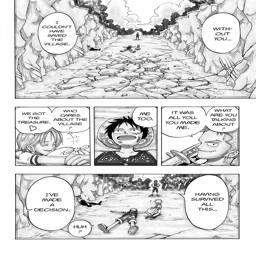 WITH-
OUT
YOU...
I
COULDN'T
HAVE
SAVED
THE
VILLAGE.
WHAT
ARE YOU
TALKING
ABOUT
IT WAS
ALL YOU.
YOU MADE
ME.
ME
TOO.
WHO
CARES
ABOUT THE
VILLAGE
WE GOT
THE
TREASURE.
HAVING
SURVIVED
ALL
THIS...
I'VE
MADE
A
DECISION.
HUH
?